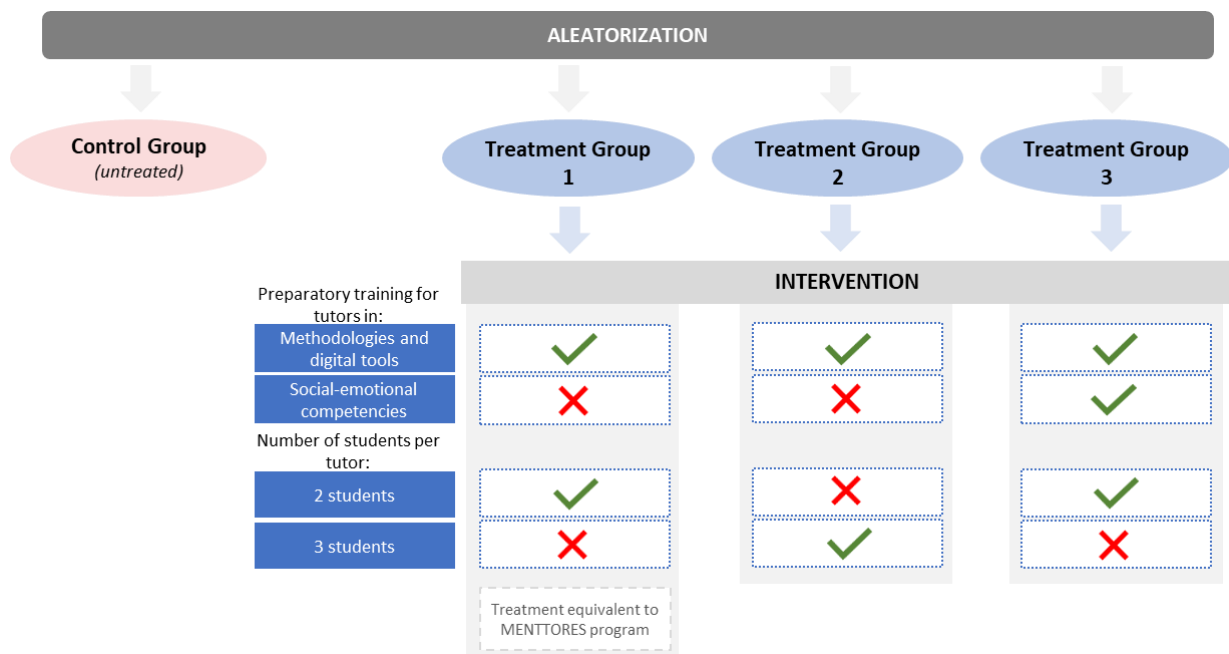 ALEATORIZATION
Control Group
(untreated)
Treatment Group
1
Treatment Group
2
Treatment Group
3
INTERVENTION
Preparatory training for
tutors in:
Methodologies and
digital tools
Social-emotional
competencies
Number of students per
tutor:
2 students
3 students
Treatment equivalent to
MENTTORES program